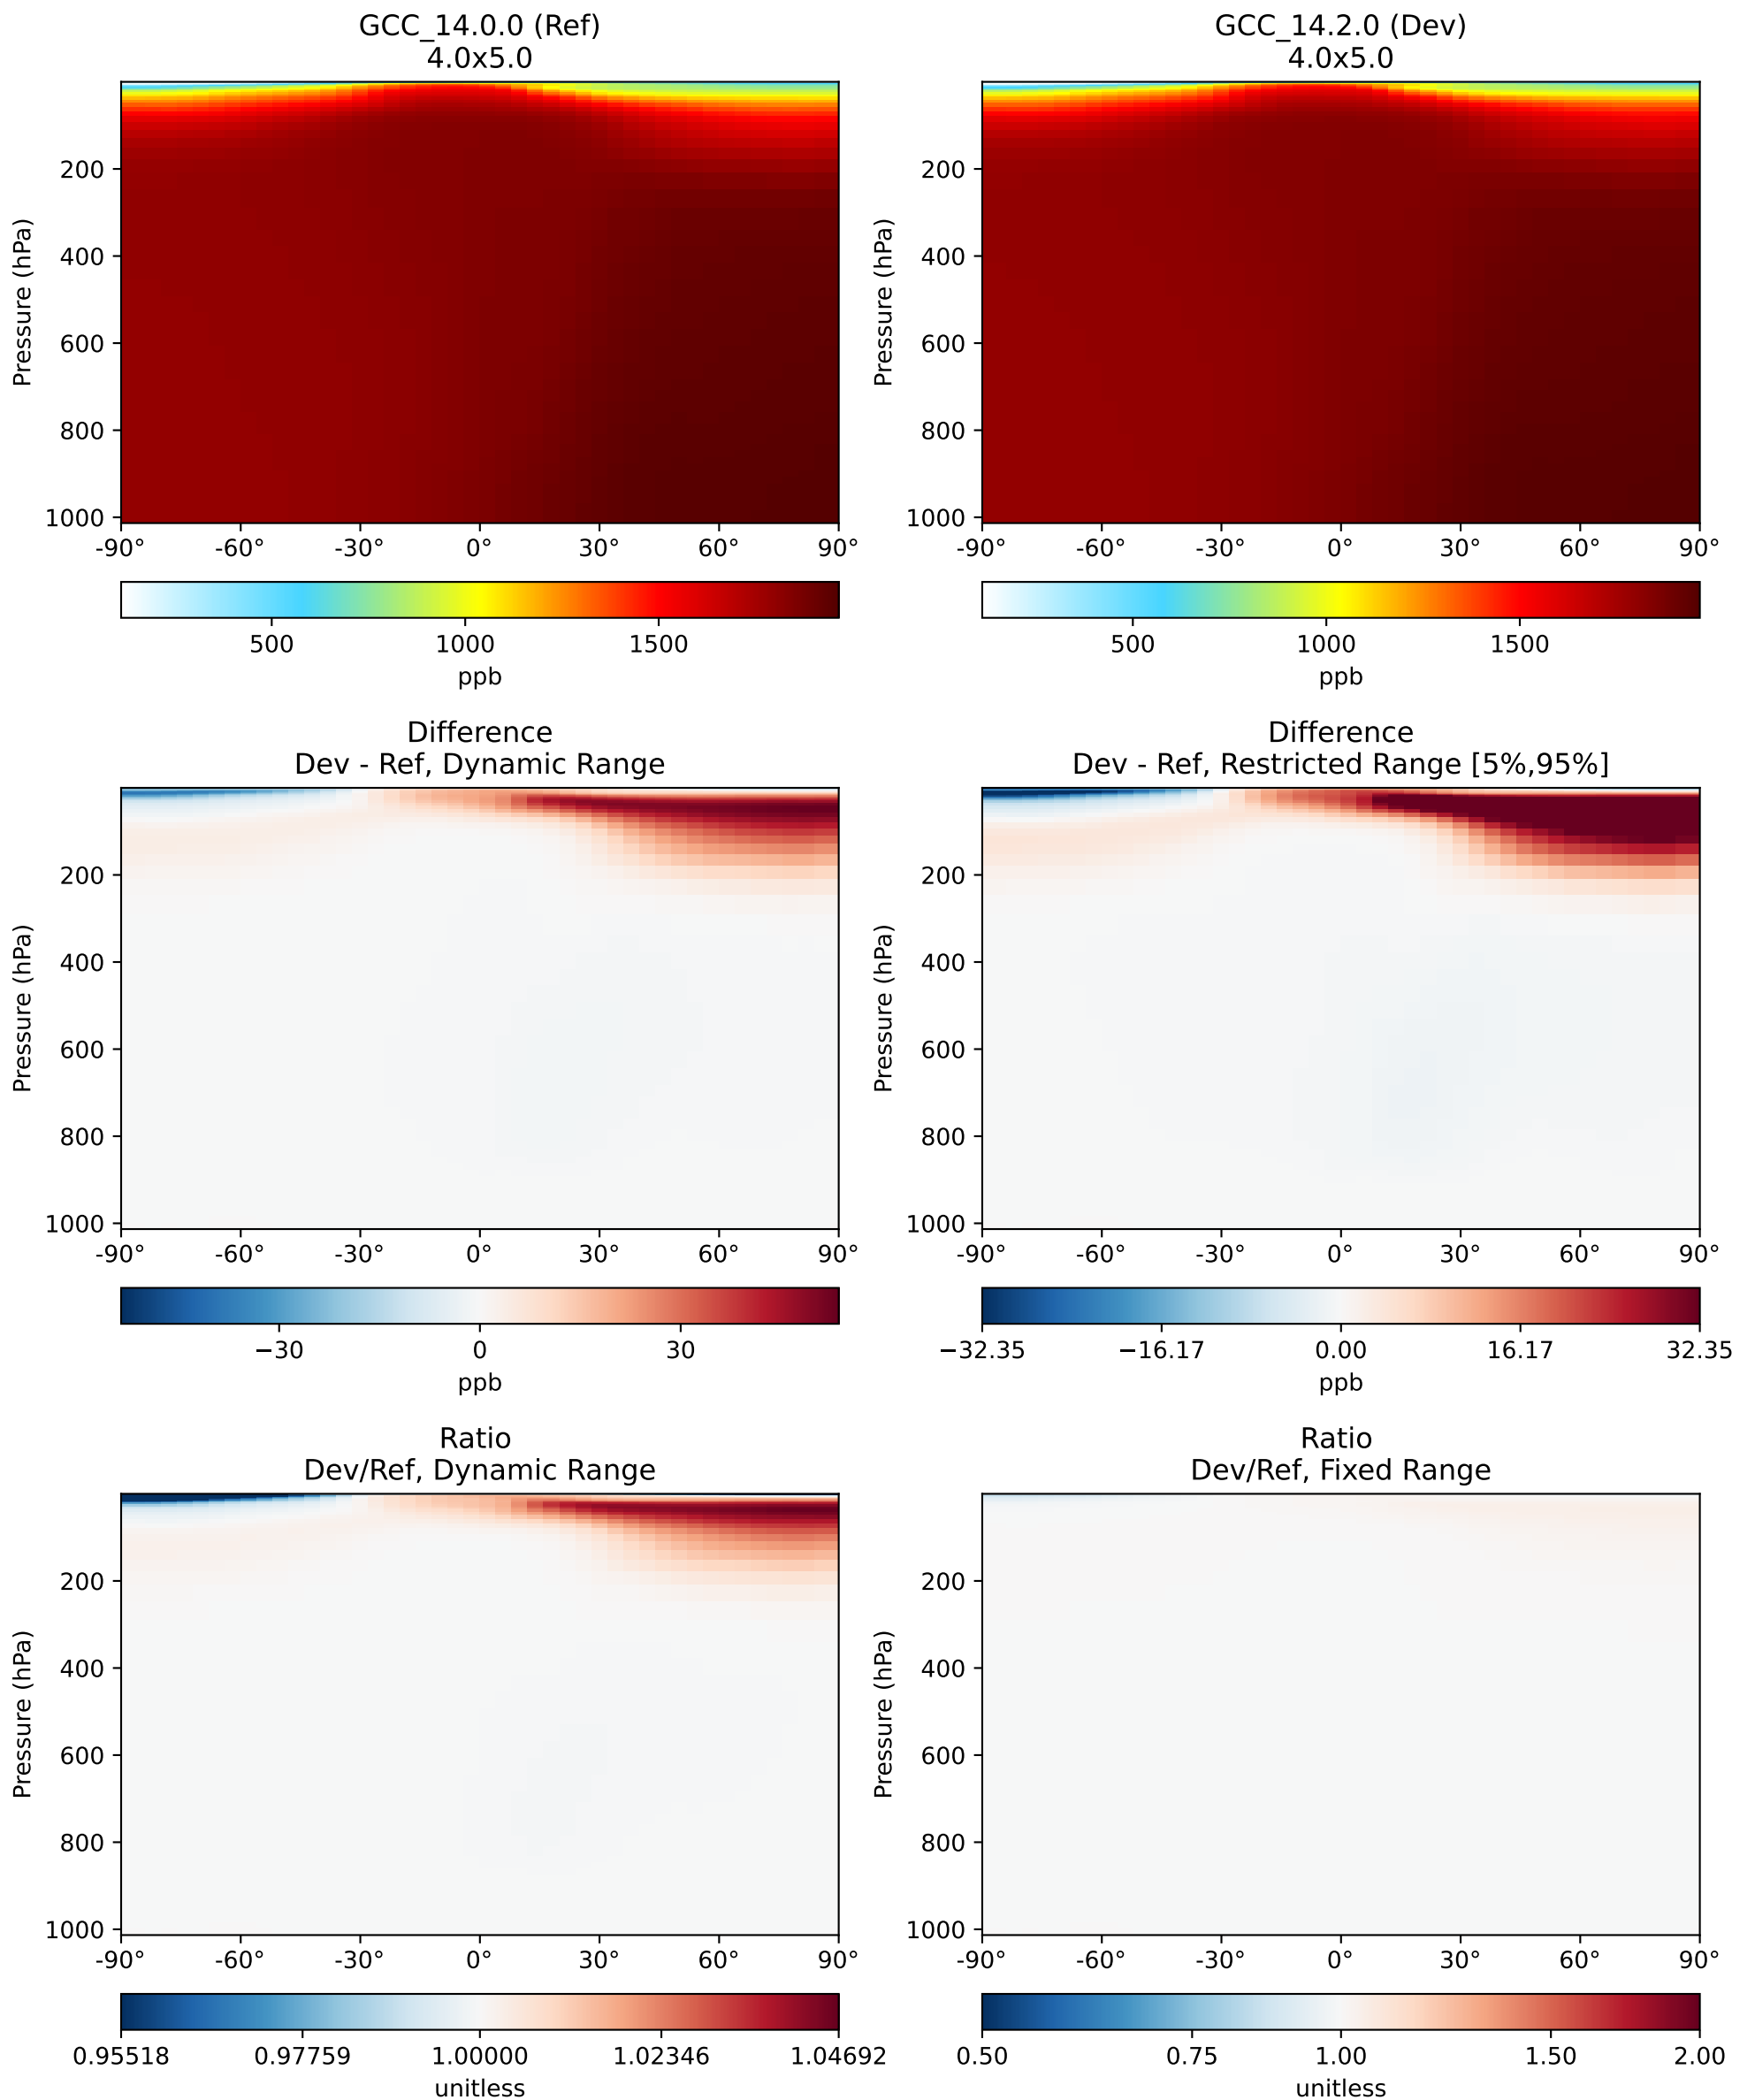 GCC_14.0.0 (Ref)
4.0x5.0
GCC_14.2.0 (Dev)
4.0x5.0
Pressure (hPa)
200
400
600
800
1000
-90° -60° -30° 0° 30° 60° 90°
500 1000 1500
ppb
Pressure (hPa)
200
400
600
800
1000
-90° -60° -30° 0° 30° 60° 90°
500 1000 1500
ppb
Difference
Dev - Ref, Dynamic Range
Difference
Dev - Ref, Restricted Range [5%,95%]
Pressure (hPa)
200
400
600
800
1000
-90° -60° -30° 0° 30° 60° 90°
−30 0 30
ppb
Pressure (hPa)
200
400
600
800
1000
-90° -60° -30° 0° 30° 60° 90°
−32.35 −16.17 0.00 16.17 32.35
ppb
Ratio
Dev/Ref, Dynamic Range
Ratio
Dev/Ref, Fixed Range
Pressure (hPa)
200
400
600
800
1000
-90° -60° -30° 0° 30° 60° 90°
0.95518 0.97759 1.00000 1.02346 1.04692
unitless
Pressure (hPa)
200
400
600
800
1000
-90° -60° -30° 0° 30° 60° 90°
0.50 0.75 1.00 1.50 2.00
unitless